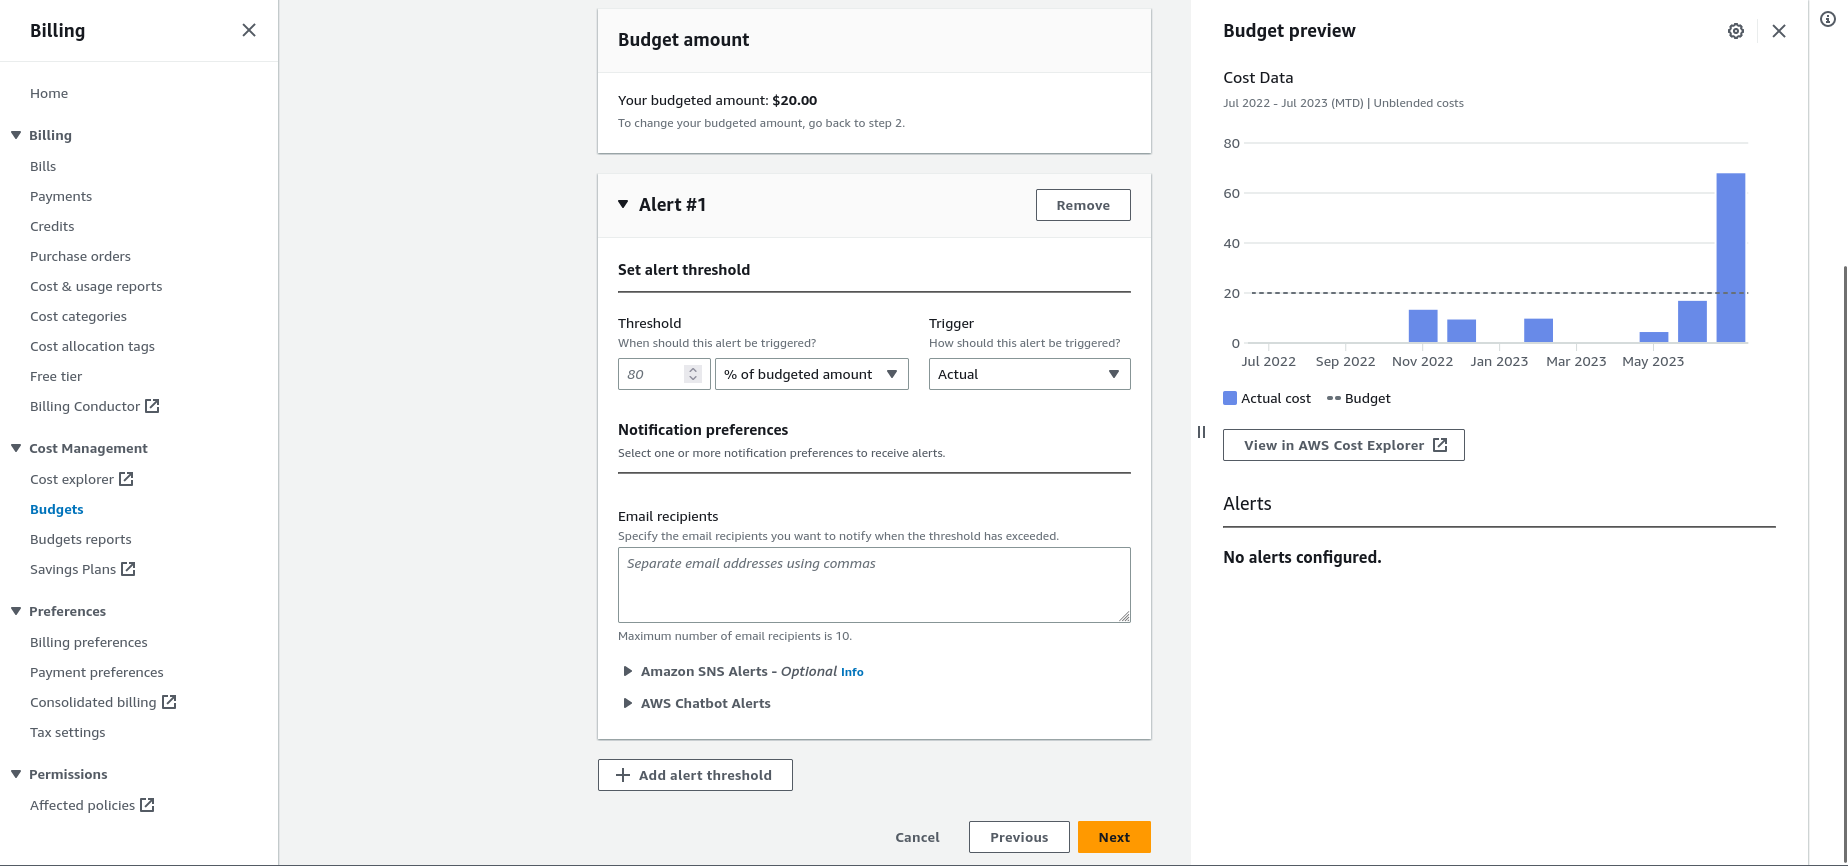 Billing
Home
Billing
Bills
Payments
Credits
Purchase orders
Cost & usage reports
Cost categories
Cost allocation tags
Free tier
Billing Conductor
Cost Management
Cost explorer
Budgets
Budgets reports
Savings Plans
Preferences
Billing preferences
Payment preferences
Consolidated billing
Tax settings
Permissions
Affected policies
Budget amount
Your budgeted amount: $20.00
To change your budgeted amount, go back to step 2.
Alert #1
Remove
Set alert threshold
Threshold
When should this alert be triggered?
80
% of budgeted amount
Trigger
How should this alert be triggered?
Actual
Notification preferences
Select one or more notification preferences to receive alerts.
Email recipients
Specify the email recipients you want to notify when the threshold has exceeded.
Separate email addresses using commas
Maximum number of email recipients is 10.
Amazon SNS Alerts - Optional Info
AWS Chatbot Alerts
Add alert threshold
Cancel
Previous
Next
Budget preview
Cost Data
Jul 2022 - Jul 2023 (MTD) | Unblended costs
80
60
40
20
0
Jul 2022 Sep 2022 Nov 2022 Jan 2023 Mar 2023 May 2023
Actual cost Budget
View in AWS Cost Explorer
Alerts
No alerts configured.